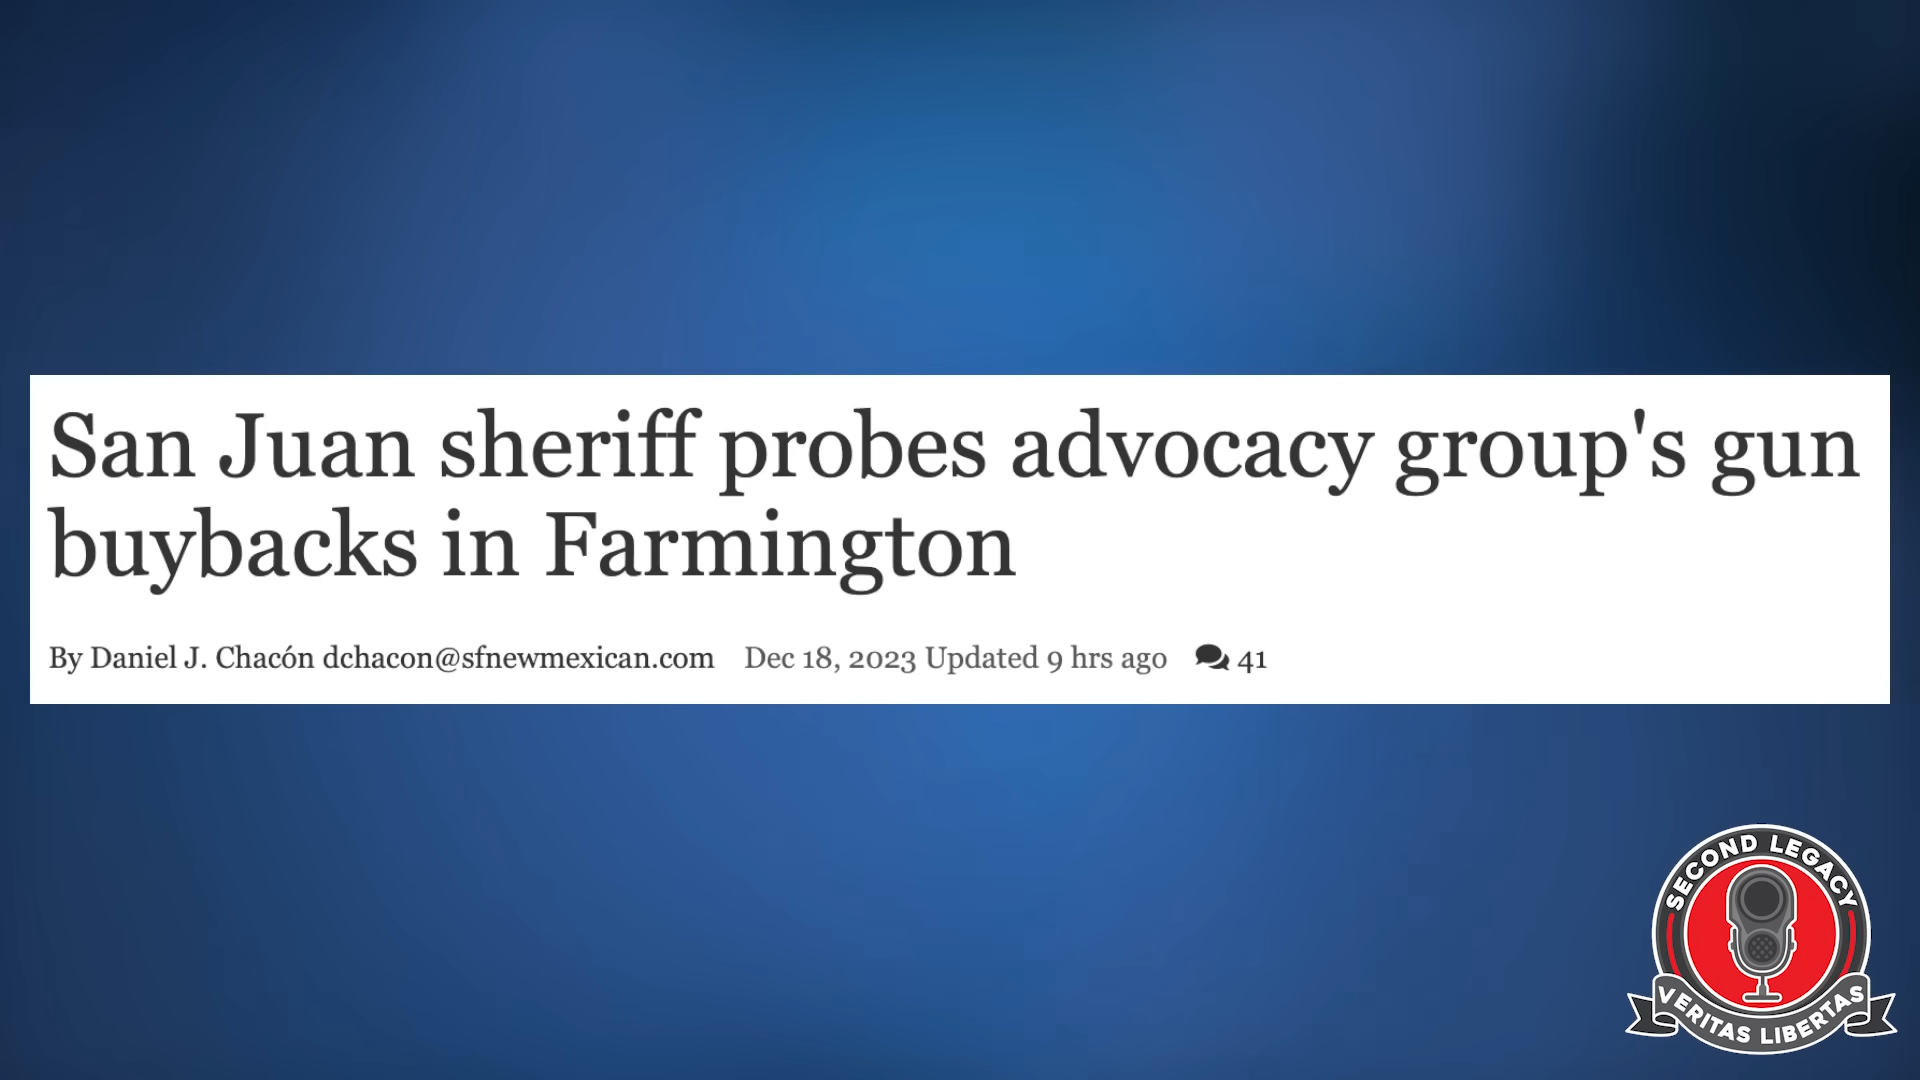 San Juan sheriff probes advocacy group's gun
buybacks in Farmington
By Daniel J. Chacón dchacon@sfnewmexican.com Dec 18, 2023 Updated 9 hrs ago 41
SECOND LEGACY
VERITAS LIBERTAS